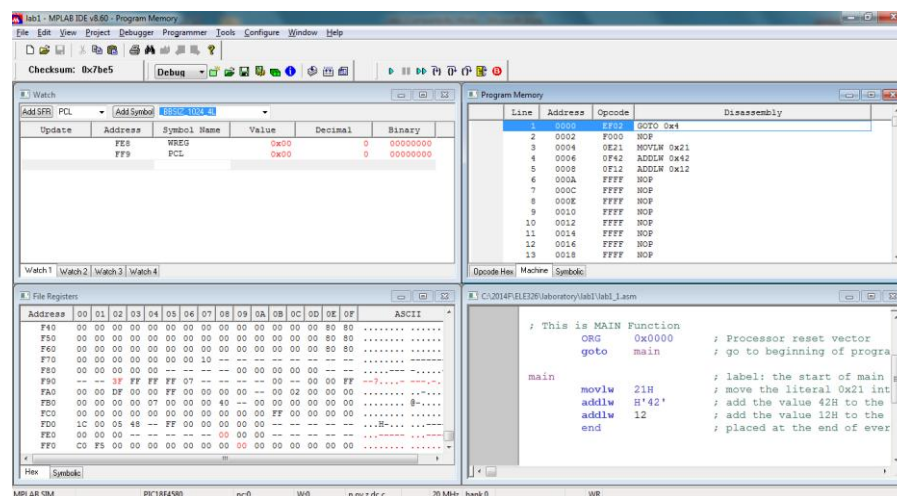 lab1 - MPLAB IDE v8.60 - Program Memory
File Edit View Project Debugger Programmer Tools Configure Window Help
Checksum: 0x7be5 Debug
Watch
Add SFR PCL Add Symbol _BBSIZ_1024_4L
Update Address Symbol Name Value Decimal Binary
FE8 WREG 0x00 0 00000000
FF9 PCL 0x00 0 00000000
Watch 1 Watch 2 Watch 3 Watch 4
Program Memory
Line Address Opcode Disassembly
1 0000 EF02 GOTO 0x4
2 0002 F000 NOP
3 0004 0E21 MOVLW 0x21
4 0006 0F42 ADDLW 0x42
5 0008 0F12 ADDLW 0x12
6 000A FFFF NOP
7 000C FFFF NOP
8 000E FFFF NOP
9 0010 FFFF NOP
10 0012 FFFF NOP
11 0014 FFFF NOP
12 0016 FFFF NOP
13 0018 FFFF NOP
Opcode Hex Machine Symbolic
File Registers
Address 00 01 02 03 04 05 06 07 08 09 0A 0B 0C 0D 0E 0F ASCII
F40 00 00 00 00 00 00 00 00 00 00 00 00 00 00 80 80 ........ ........
F50 00 00 00 00 00 00 00 00 00 00 00 00 00 00 80 80 ........ ........
F60 00 00 00 00 00 00 00 00 00 00 00 00 00 00 80 80 ........ ........
F70 00 00 00 00 00 00 00 10 -- -- -- -- -- -- -- -- ........ --------
F80 00 00 00 00 00 -- -- -- -- 00 00 00 00 00 -- --
F90 -- -- 3F FF FF FF 07 -- -- -- -- 00 -- 00 00 FF
FA0 00 00 DF 00 00 FF 00 00 00 00 -- 00 02 00 00 00
FB0 00 00 00 07 00 00 00 00 40 -- 00 00 00 00 00 00
FC0 00 00 00 00 00 00 00 00 00 00 00 FF 00 00 00 00
FD0 1C 00 05 48 -- FF 00 00 00 00 00 -- -- -- -- --
FE0 00 00 00 -- -- -- -- -- 00 00 00 -- -- -- -- --
FF0 C0 F5 00 00 00 00 00 00 00 00 00 00 00 00 00 00
Hex Symbolic
C:\2014F\ELE326\laboratory\lab1\lab1_1.asm
; This is MAIN Function
ORG 0x0000 ; Processor reset vector
goto main ; go to beginning of progra
main ; label: the start of main
movlw 21H ; move the literal 21H int
addlw H'42' ; add the value 42H to the
addlw 12 ; add the value 12H to the
end ; placed at the end of ever
MPLAB SIM PIC18F4580 pc:0 W:0 n ov z dc c 20 MHz bank 0 WR